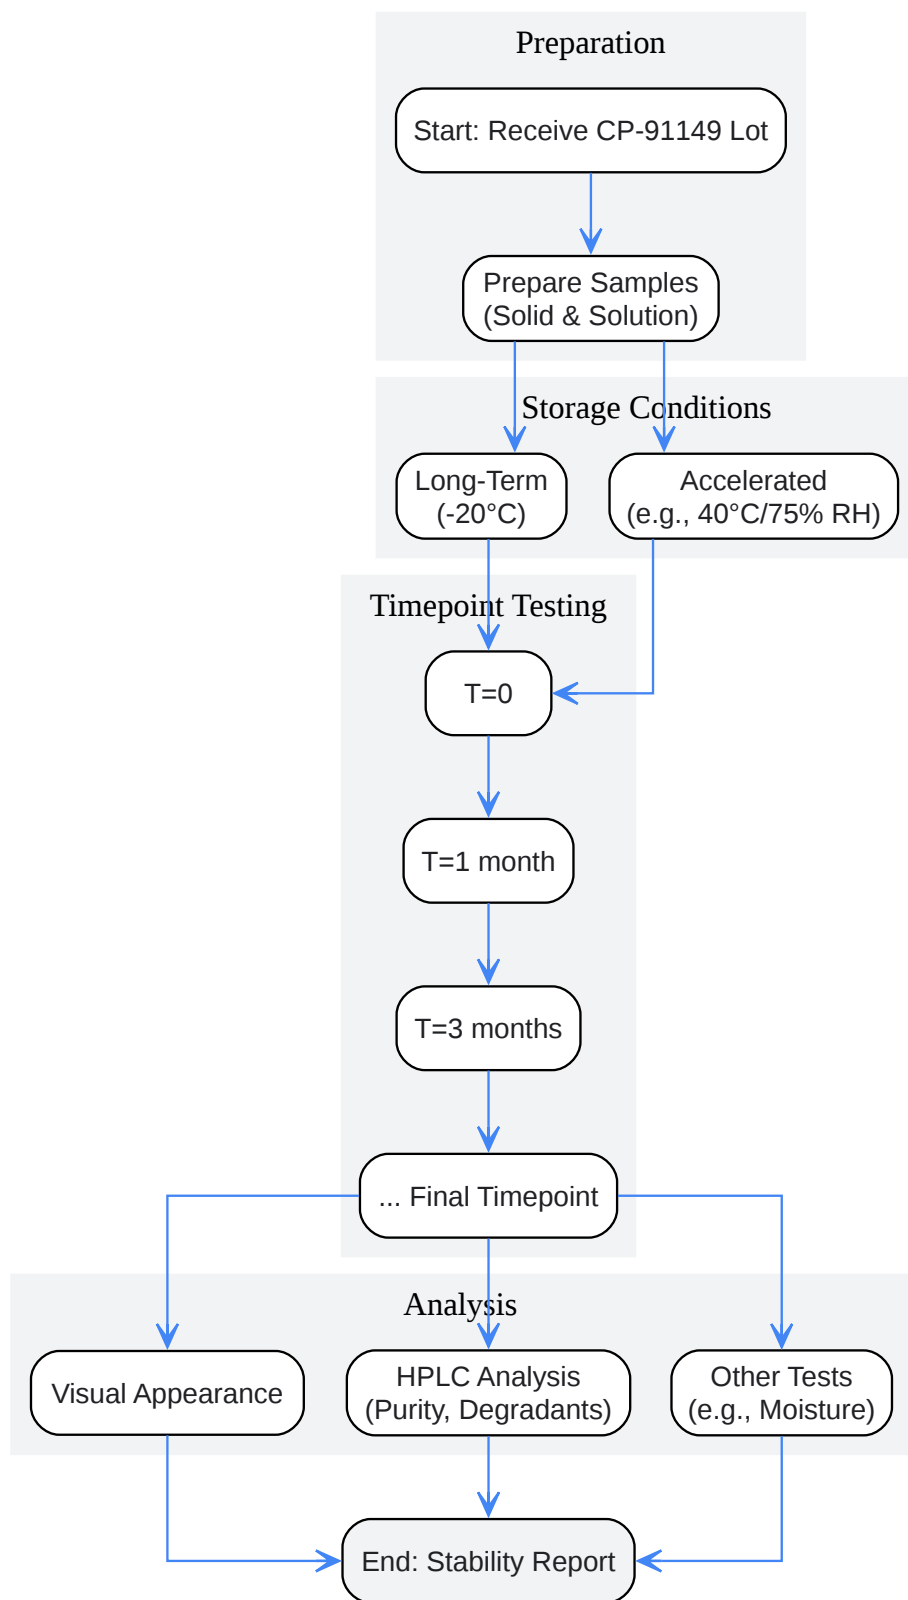 Preparation
Start: Receive CP-91149 Lot
Prepare Samples
(Solid & Solution)
Storage Conditions
Long-Term
(-20°C)
Accelerated
(e.g., 40°C/75% RH)
Timepoint Testing
T=0
T=1 month
T=3 months
... Final Timepoint
Analysis
Visual Appearance
HPLC Analysis
(Purity, Degradants)
Other Tests
(e.g., Moisture)
End: Stability Report